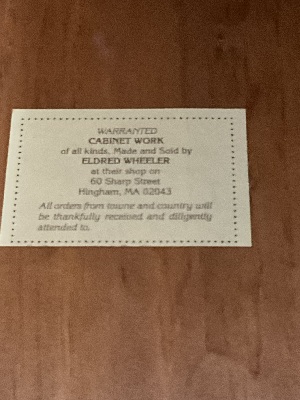 WARRANTED
CABINET WORK
of all kinds, Made and Sold by
ELDRED WHEELER
at their shop on
60 Sharp Street
Hingham, MA 02043
All orders from towne and country will
be thankfully received and diligently
attended to.